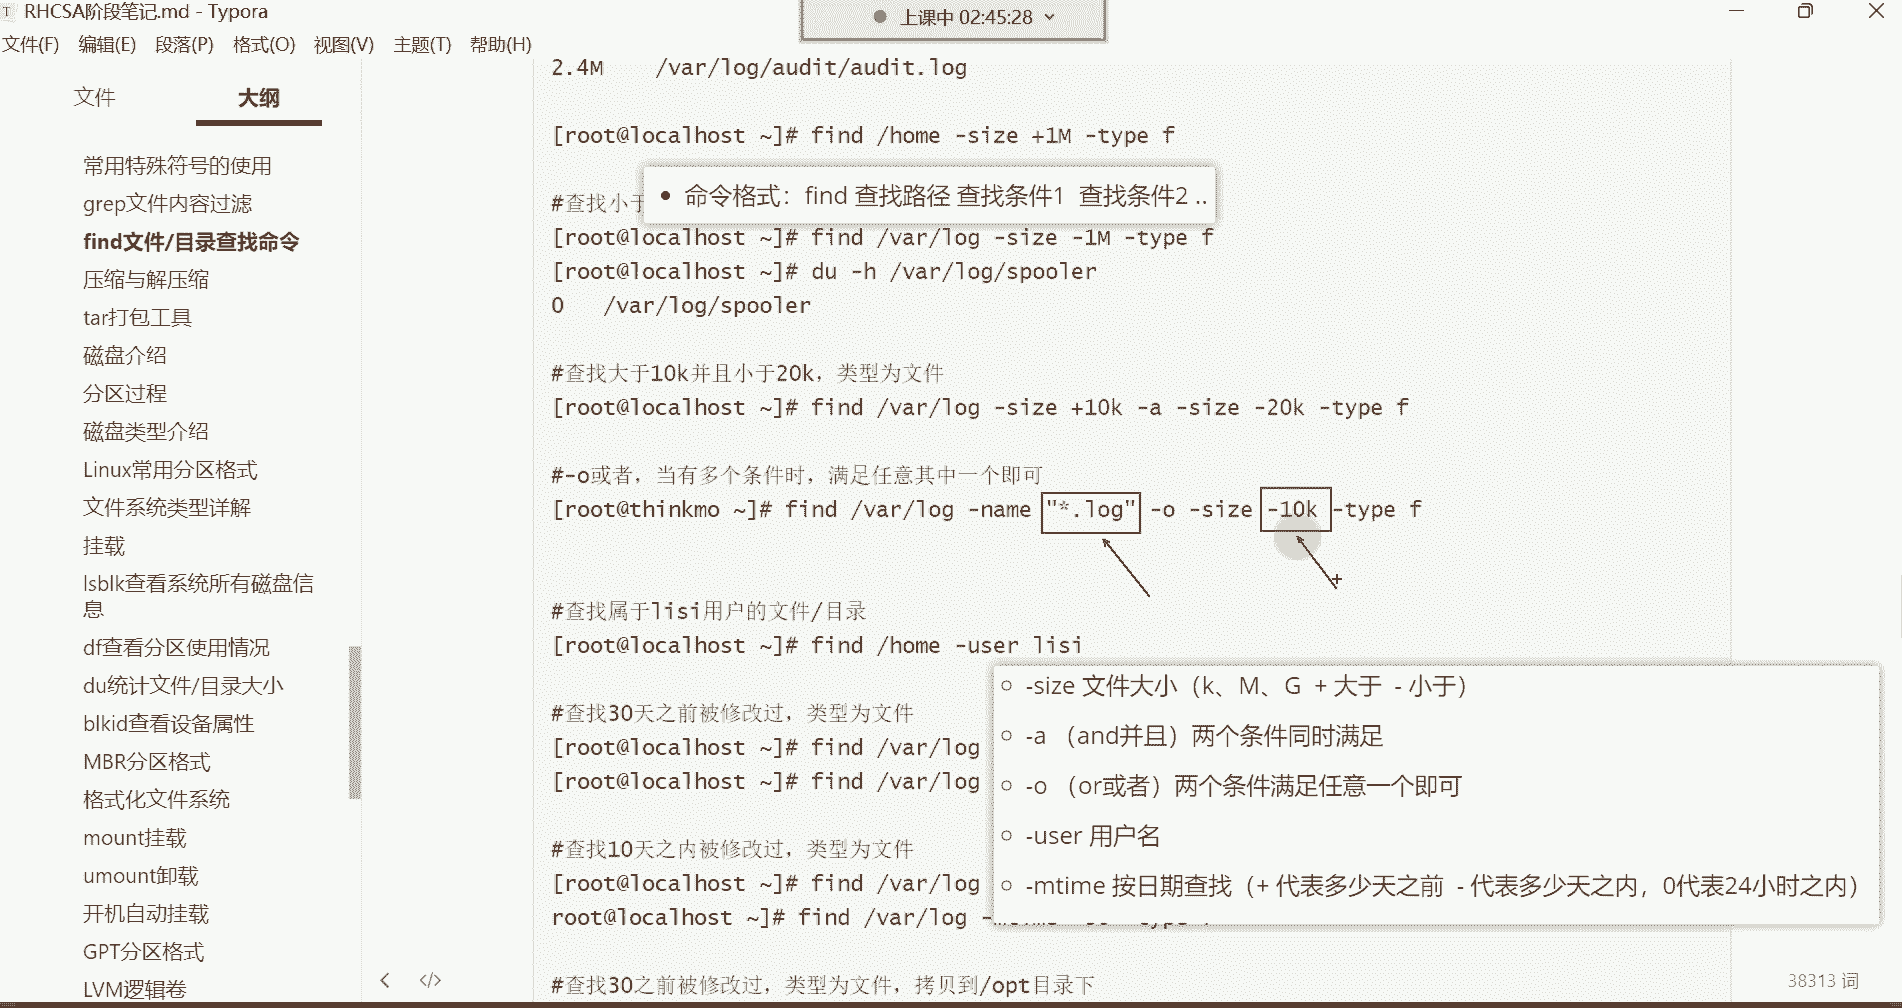 RHCSA阶段笔记.md - Typora
上课中 02:45:28
文件(F) 编辑(E) 段落(P) 格式(O) 视图(V) 主题(T) 帮助(H)
文件 大纲
常用特殊符号的使用
grep文件内容过滤
find文件/目录查找命令
压缩与解压缩
tar打包工具
磁盘介绍
分区过程
磁盘类型介绍
Linux常用分区格式
文件系统类型详解
挂载
lsblk查看系统所有磁盘信
息
df查看分区使用情况
du统计文件/目录大小
blkid查看设备属性
MBR分区格式
格式化文件系统
mount挂载
umount卸载
开机自动挂载
GPT分区格式
LVM逻辑卷
2.4M /var/log/audit/audit.log
[root@localhost ~]# find /home -size +1M -type f
命令格式：find 查找路径 查找条件1 查找条件2 ..
#查找小于
[root@localhost ~]# find /var/log -size -1M -type f
[root@localhost ~]# du -h /var/log/spooler
0 /var/log/spooler
#查找大于10k并且小于20k，类型为文件
[root@localhost ~]# find /var/log -size +10k -a -size -20k -type f
#-o或者，当有多个条件时，满足任意其中一个即可
[root@thinkmo ~]# find /var/log -name "*.log" -o -size -10k -type f
#查找属于lisi用户的文件/目录
[root@localhost ~]# find /home -user lisi
#查找30天之前被修改过，类型为文件
[root@localhost ~]# find /var/log
[root@localhost ~]# find /var/log
#查找10天之内被修改过，类型为文件
[root@localhost ~]# find /var/log
root@localhost ~]# find /var/log
#查找30之前被修改过，类型为文件，拷贝到/opt目录下
-size 文件大小（k、M、G + 大于 - 小于）
-a （and并且）两个条件同时满足
-o （or或者）两个条件满足任意一个即可
-user 用户名
-mtime 按日期查找（+ 代表多少天之前 - 代表多少天之内，0代表24小时之内）
38313 词